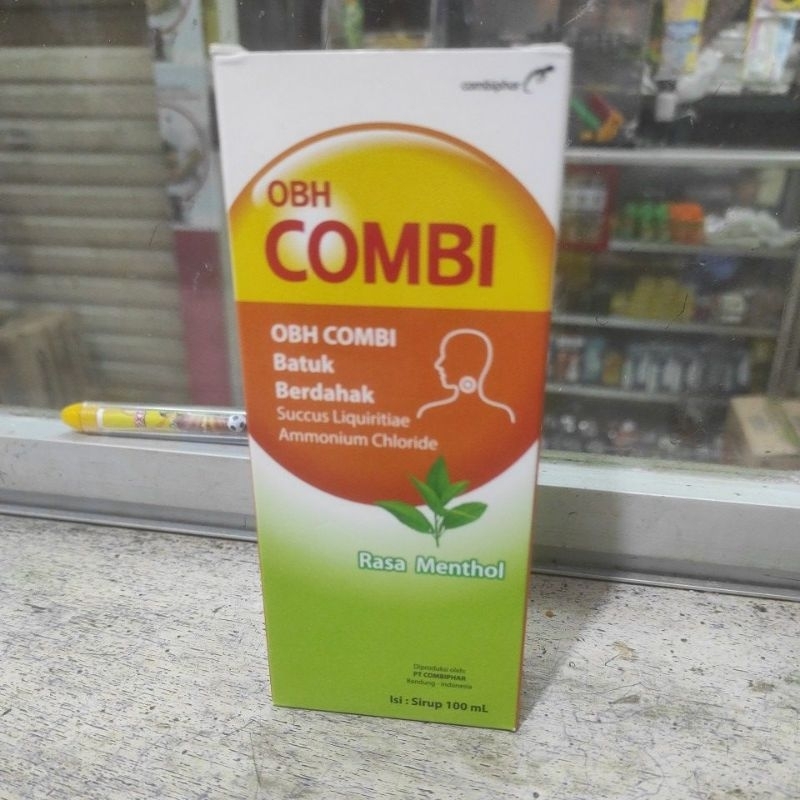 combiphar
OBH
COMBI
OBH COMBI
Batuk
Berdahak
Succus Liquiritiae
Ammonium Chloride
Rasa Menthol
Diproduksi oleh:
PT COMBIPHAR
Bandung - Indonesia
Isi : Sirup 100 mL